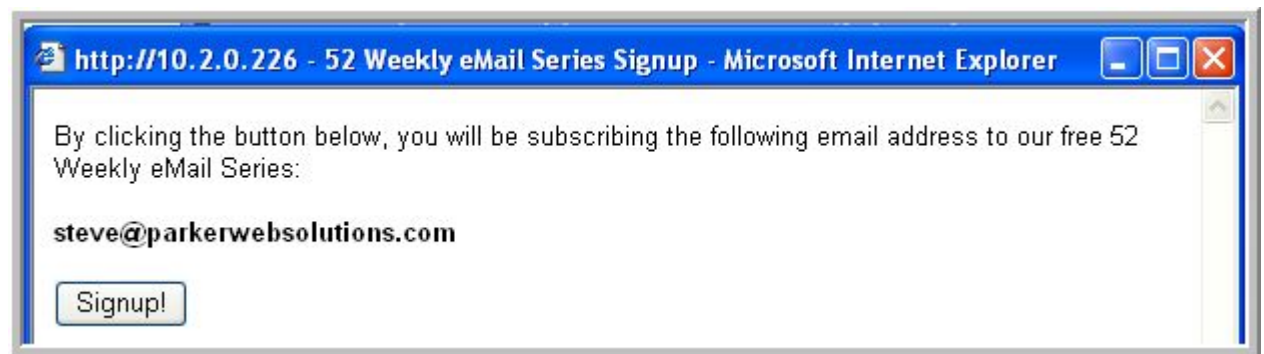 http://10.2.0.226 - 52 Weekly eMail Series Signup - Microsoft Internet Explorer
By clicking the button below, you will be subscribing the following email address to our free 52
Weekly eMail Series:
steve@parkerwebsolutions.com
Signup!